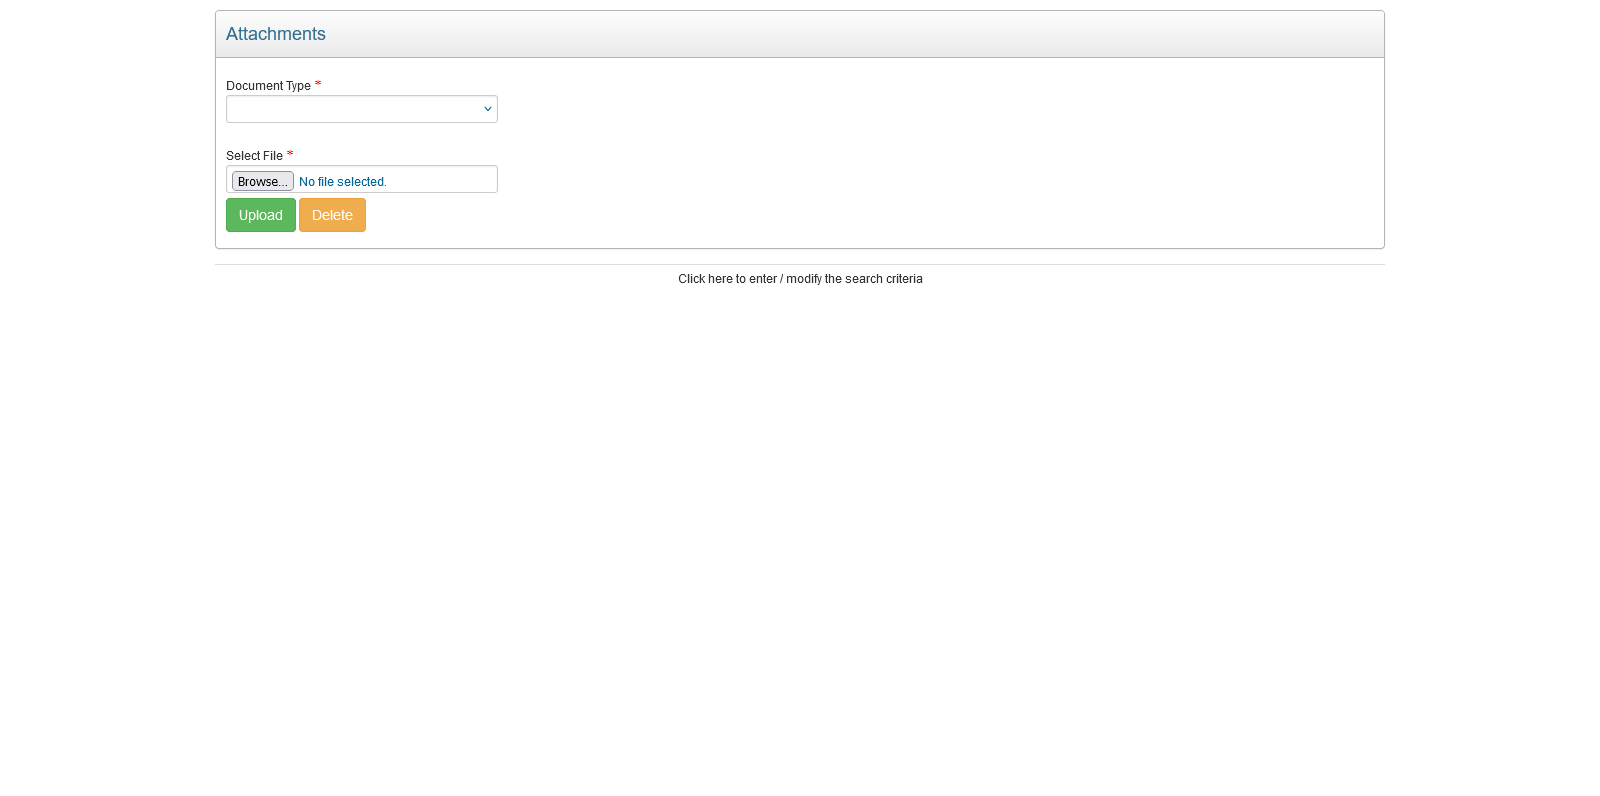 Attachments
Document Type *
Select File *
Browse... No file selected.
Upload Delete
Click here to enter / modify the search criteria